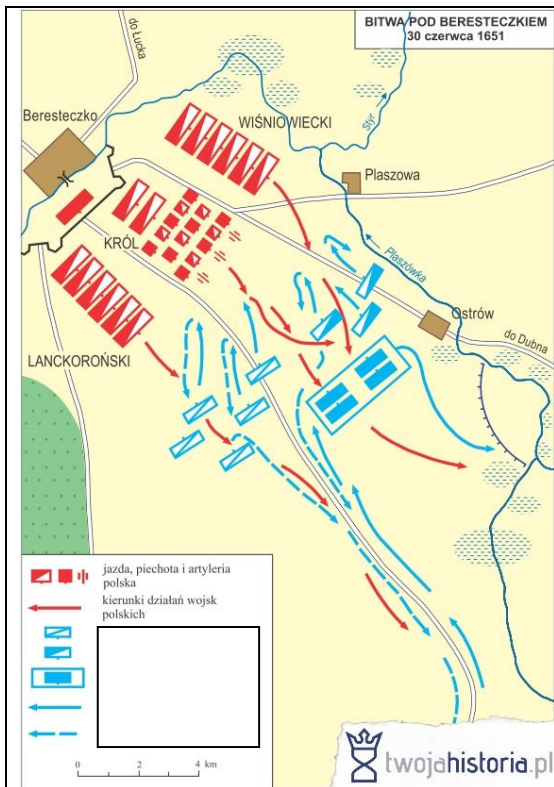 BITWA POD BERESTECZKIEM
30 czerwca 1651
do Łucka
Beresteczko
WIŚNIOWIECKI
Styr
Plaszowa
KRÓL
Plaszówka
Ostrów
do Dubna
LANCKOROŃSKI
jazda, piechota i artyleria
polska
kierunki działań wojsk
polskich
0 2 4 km
twojahistoria.pl